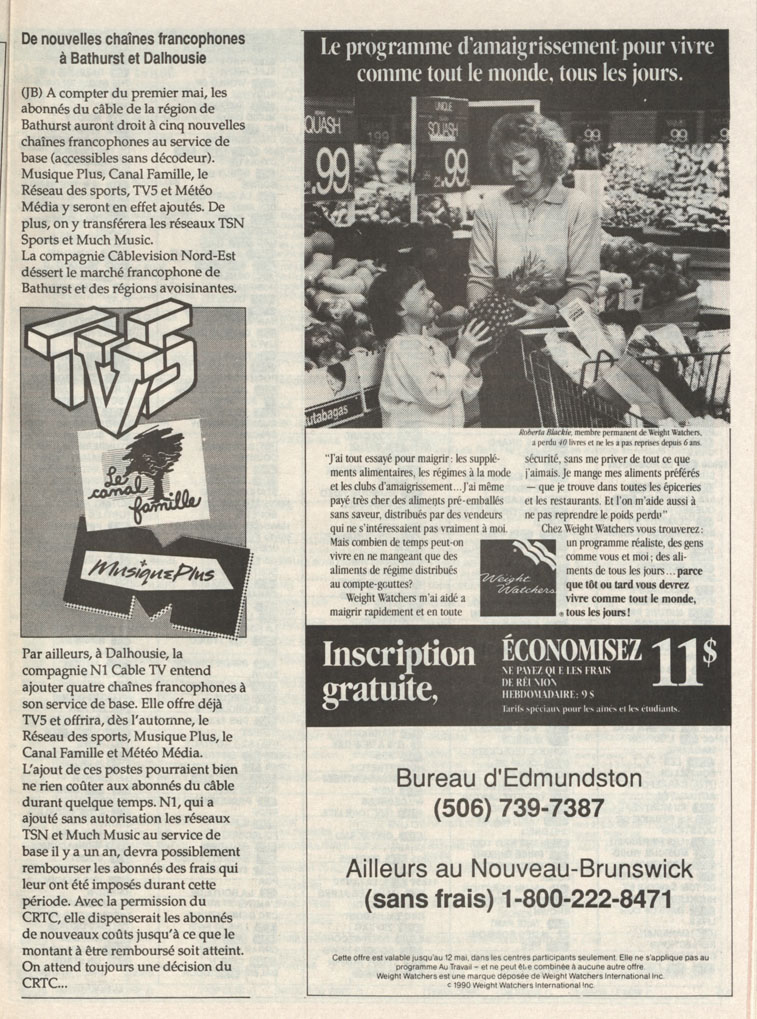 De nouvelles chaînes francophones
à Bathurst et Dalhousie
(JB) A compter du premier mai, les
abonnés du câble de la région de
Bathurst auront droit à cinq nouvelles
chaînes francophones au service de
base (accessibles sans décodeur).
Musique Plus, Canal Famille, le
Réseau des sports, TV5 et Météo
Média y seront en effet ajoutés. De
plus, on y transférera les réseaux TSN
Sports et Much Music.
La compagnie Câblevision Nord-Est
déssert le marché francophone de
Bathurst et des régions avoisinantes.
TV5
Le
canal
famille
MusiquePlus
Par ailleurs, à Dalhousie, la
compagnie N1 Cable TV entend
ajouter quatre chaînes francophones à
son service de base. Elle offre déjà
TV5 et offrira, dès l'automne, le
Réseau des sports, Musique Plus, le
Canal Famille et Météo Média.
L'ajout de ces postes pourraient bien
ne rien coûter aux abonnés du câble
durant quelque temps. N1, qui a
ajouté sans autorisation les réseaux
TSN et Much Music au service de
base il y a un an, devra possiblement
rembourser les abonnés des frais qui
leur ont été imposés durant cette
période. Avec la permission du
CRTC, elle dispenserait les abonnés
de nouveaux coûts jusqu'à ce que le
montant à être remboursé soit atteint.
On attend toujours une décision du
CRTC...
Le programme d'amaigrissement pour vivre
comme tout le monde, tous les jours.
SQUASH
.99
199
UNIQUE
SQUASH
.99
.99
.99
utabagas
Roberta Blackie, membre permanent de Weight Watchers,
a perdu 40 livres et ne les a pas reprises depuis 6 ans.
"J'ai tout essayé pour maigrir: les supplé-
ments alimentaires, les régimes à la mode
et les clubs d'amaigrissement...J'ai même
payé très cher des aliments pré-emballés
sans saveur, distribués par des vendeurs
qui ne s'intéressaient pas vraiment à moi.
Mais combien de temps peut-on
vivre en ne mangeant que des
aliments de régime distribués
au compte-gouttes?
Weight Watchers m'ai aidé a
maigrir rapidement et en toute
sécurité, sans me priver de tout ce que
j'aimais. Je mange mes aliments préférés
— que je trouve dans toutes les épiceries
et les restaurants. Et l'on m'aide aussi à
ne pas reprendre le poids perdu"
Chez Weight Watchers vous trouverez:
un programme réaliste, des gens
comme vous et moi; des ali-
ments de tous les jours...parce
que tôt ou tard vous devrez
vivre comme tout le monde,
tous les jours!
Weight
Watchers
Inscription
gratuite,
ÉCONOMISEZ 11$
NE PAYEZ QUE LES FRAIS
DE RÉUNION
HEBDOMADAIRE: 9 $
Tarifs spéciaux pour les aînés et les étudiants.
Bureau d'Edmundston
(506) 739-7387
Ailleurs au Nouveau-Brunswick
(sans frais) 1-800-222-8471
Cette offre est valable jusqu'au 12 mai, dans les centres participants seulement. Elle ne s'applique pas au
programme Au Travail – et ne peut être combinée à aucune autre offre.
Weight Watchers est une marque déposée de Weight Watchers International Inc.
© 1990 Weight Watchers International Inc.